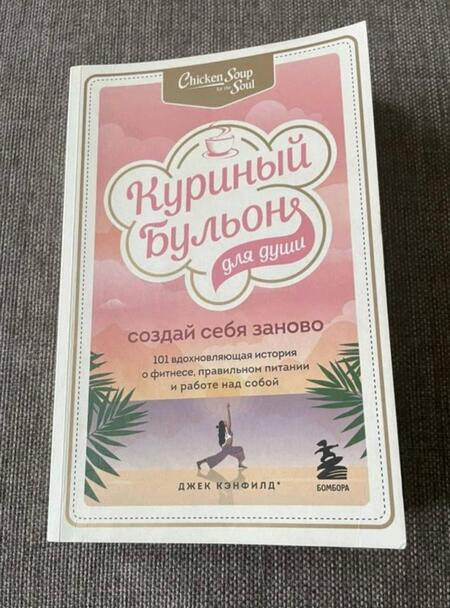 Chicken Soup
for the
Soul
Куриный
Бульон
для души
создай себя заново
101 вдохновляющая история
о фитнесе, правильном питании
и работе над собой
ДЖЕК КЭНФИЛД*
БОМБОРА